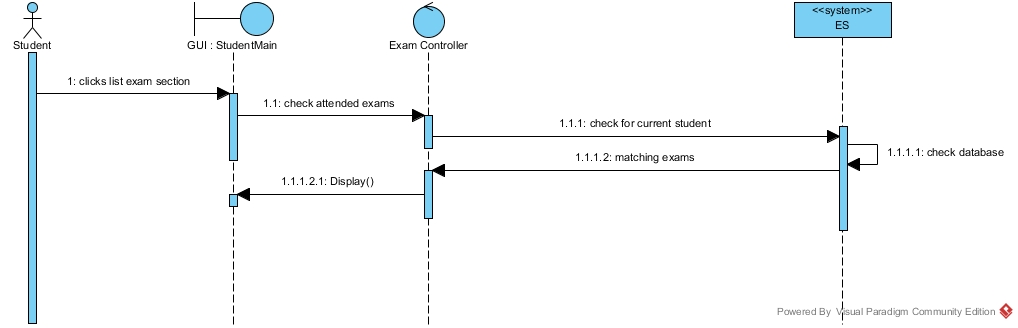 <<system>>
ES
Student
GUI : StudentMain
Exam Controller
1: clicks list exam section
1.1: check attended exams
1.1.1: check for current student
1.1.1.1: check database
1.1.1.2: matching exams
1.1.1.2.1: Display()
Powered By Visual Paradigm Community Edition